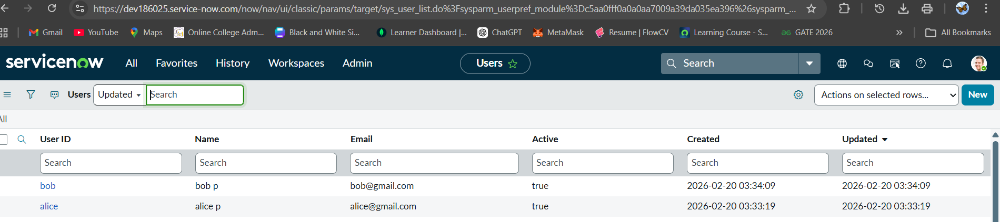 https://dev186025.service-now.com/now/nav/ui/classic/params/target/sys_user_list.do%3Fsysparm_userpref_module%3Dc5aa0fff0a0a0aa7009a39da035ea396%26sysparm_...
Gmail YouTube Maps Online College Adm... Black and White Si... Learner Dashboard |... ChatGPT MetaMask Resume | FlowCV Learning Course - S... GATE 2026 » All Bookmarks
servicenow All Favorites History Workspaces Admin Users Search
Users Updated Search Actions on selected rows... New
All
User ID Name Email Active Created Updated
Search Search Search Search Search Search
bob bob p bob@gmail.com true 2026-02-20 03:34:09 2026-02-20 03:34:09
alice alice p alice@gmail.com true 2026-02-20 03:33:19 2026-02-20 03:33:19